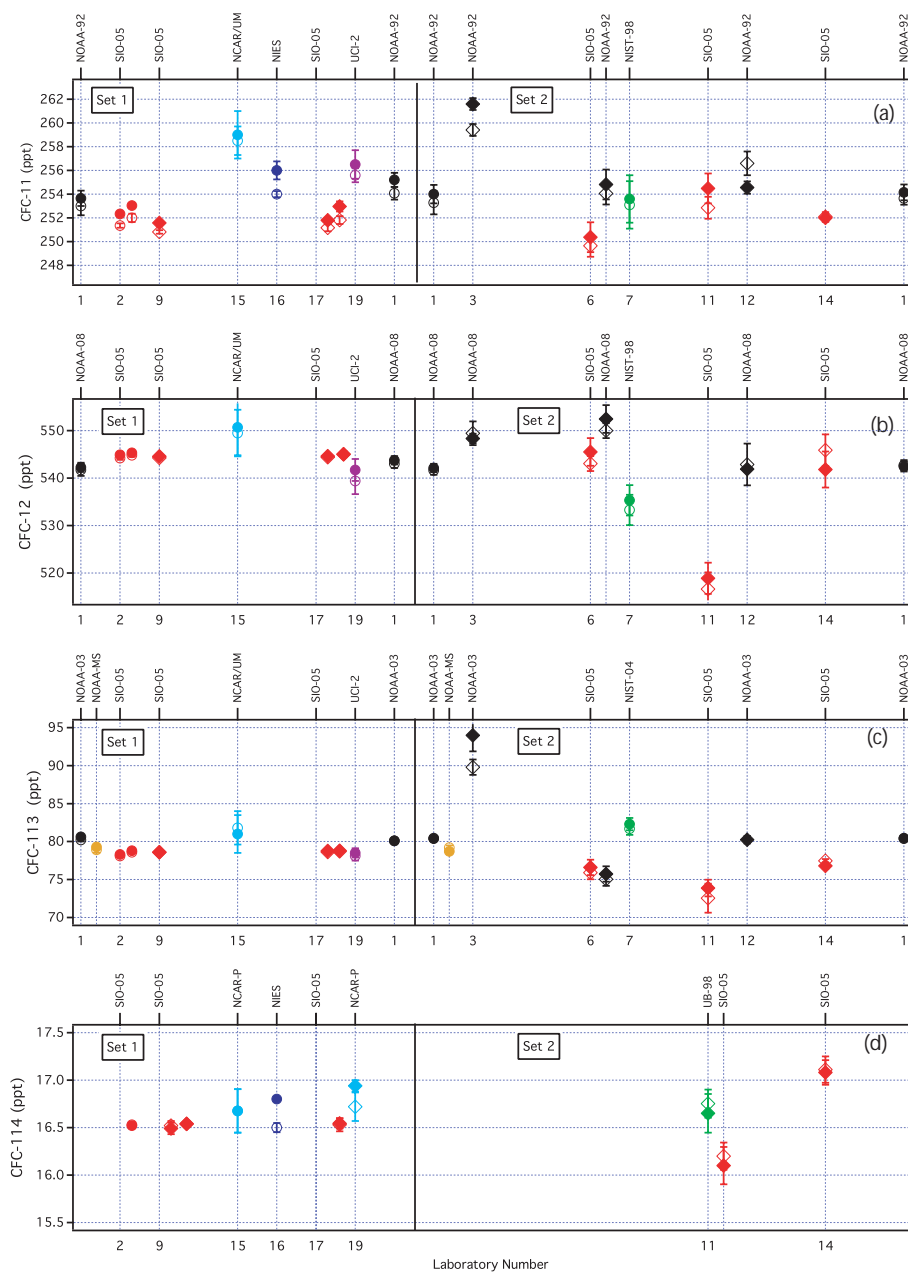 NOAA-92 SIO-05 SIO-05 NCAR/UM NIES SIO-05 UCI-2 NOAA-92 NOAA-92 NOAA-03 SIO-05 NOAA-92 NIST-98 SIO-05 NOAA-92 SIO-05 NOAA-92
Set 1 Set 2 (a)
CFC-11 (ppt)
262
260
258
256
254
252
250
248
1 2 9 15 16 17 19 1 1 3 6 7 11 12 14 1
NOAA-08 SIO-05 SIO-05 NCAR/UM SIO-05 UCI-2 NOAA-08 NOAA-08 NOAA-03 SIO-05 NOAA-08 NIST-98 SIO-05 NOAA-08 SIO-05 NOAA-08
Set 1 Set 2 (b)
CFC-12 (ppt)
550
540
530
520
1 2 9 15 16 17 19 1 1 3 6 7 11 12 14 1
NOAA-03 NOAA-MS SIO-05 SIO-05 NCAR/UM SIO-05 UCI-2 NOAA-03 NOAA-03 NOAA-MS NOAA-03 SIO-05 NIST-04 SIO-05 NOAA-03 SIO-05 NOAA-03
Set 1 Set 2 (c)
CFC-113 (ppt)
95
90
85
80
75
70
1 2 9 15 16 17 19 1 1 3 6 7 11 12 14 1
SIO-05 SIO-05 NCAR-P NIES SIO-05 NCAR-P UB-98 SIO-05 SIO-05
Set 1 Set 2 (d)
CFC-114 (ppt)
17.5
17.0
16.5
16.0
15.5
2 9 15 16 17 19 11 14
Laboratory Number